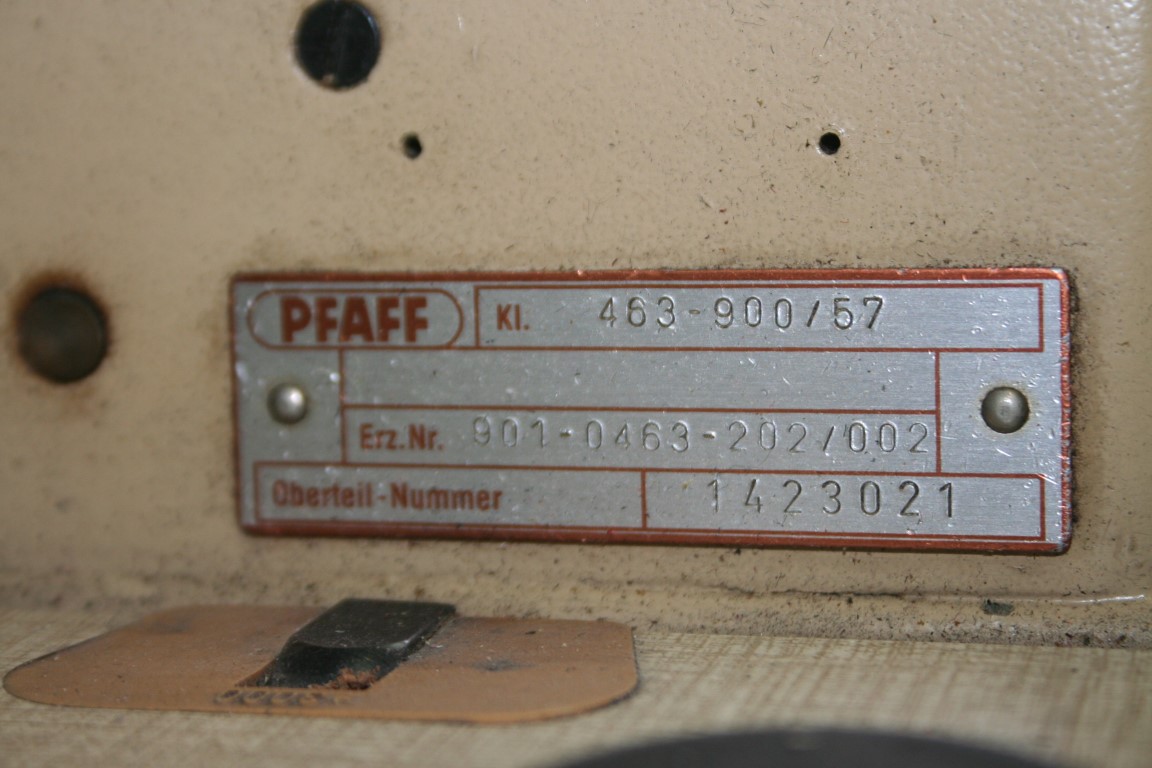 PFAFF Kl. 463-900/57
Erz.Nr. 901-0463-202/002
Oberteil-Nummer 1423021